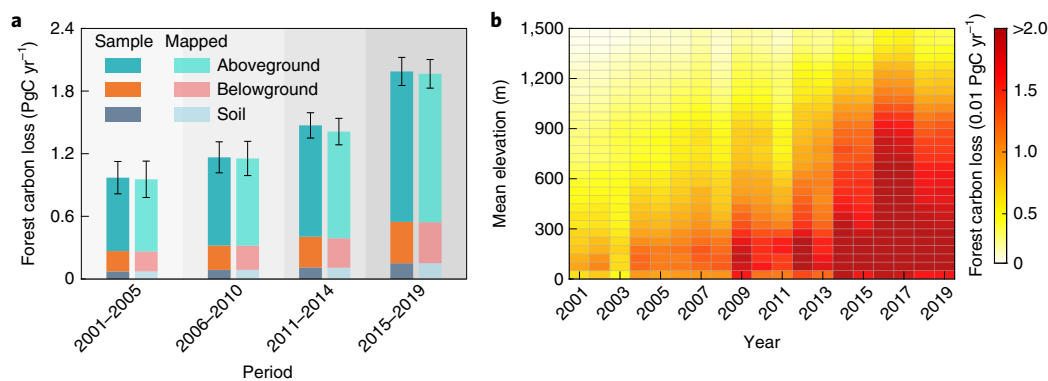 a
Forest carbon loss (PgC yr⁻¹)
2.4
1.8
1.2
0.6
0
Sample Mapped
Aboveground
Belowground
Soil
2001–2005
2006–2010
2011–2014
2015–2019
Period
b
Mean elevation (m)
1,500
1,200
900
600
300
0
2001
2003
2005
2007
2009
2011
2013
2015
2017
2019
Year
Forest carbon loss (0.01 PgC yr⁻¹)
>2.0
1.5
1.0
0.5
0